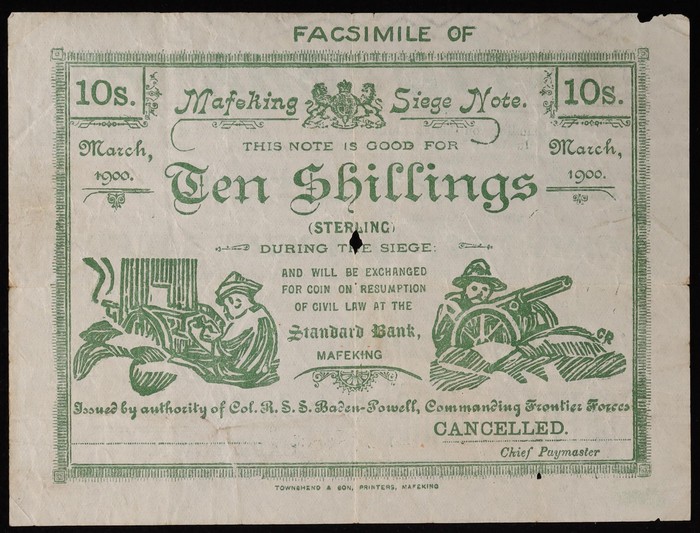 FACSIMILE OF
10s. Mafeking Siege Note. 10s.
March, 1900. THIS NOTE IS GOOD FOR March, 1900.
Ten Shillings
(STERLING)
DURING THE SIEGE;
AND WILL BE EXCHANGED
FOR COIN ON RESUMPTION
OF CIVIL LAW AT THE
Standard Bank,
MAFEKING
CR
Issued by authority of Col. R. S. S. Baden-Powell, Commanding Frontier Forces
CANCELLED.
Chief Paymaster
TOWNSHEND & SON, PRINTERS, MAFEKING